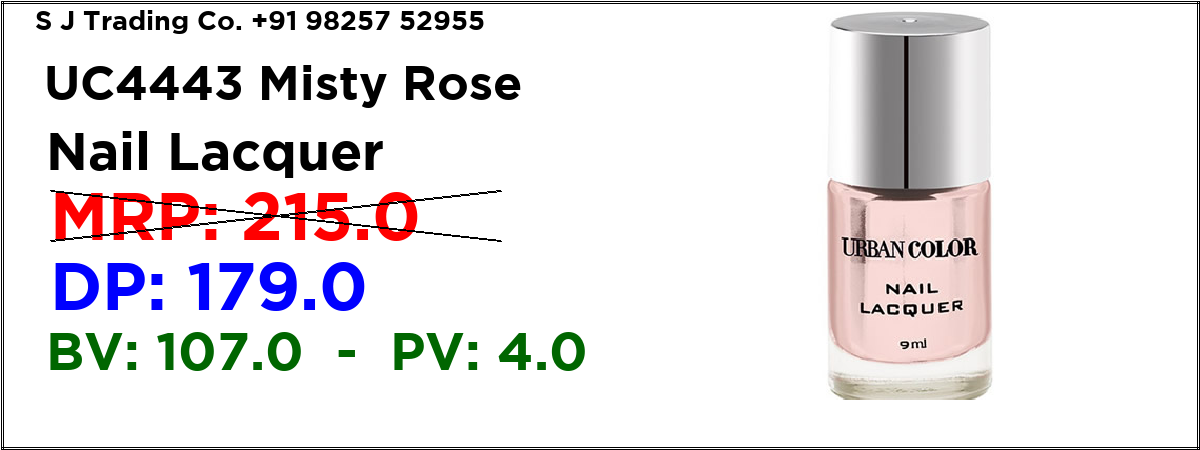 S J Trading Co. +91 98257 52955
UC4443 Misty Rose
Nail Lacquer
MRP: 215.0
DP: 179.0
BV: 107.0 - PV: 4.0
URBAN COLOR
NAIL
LACQUER
9ml